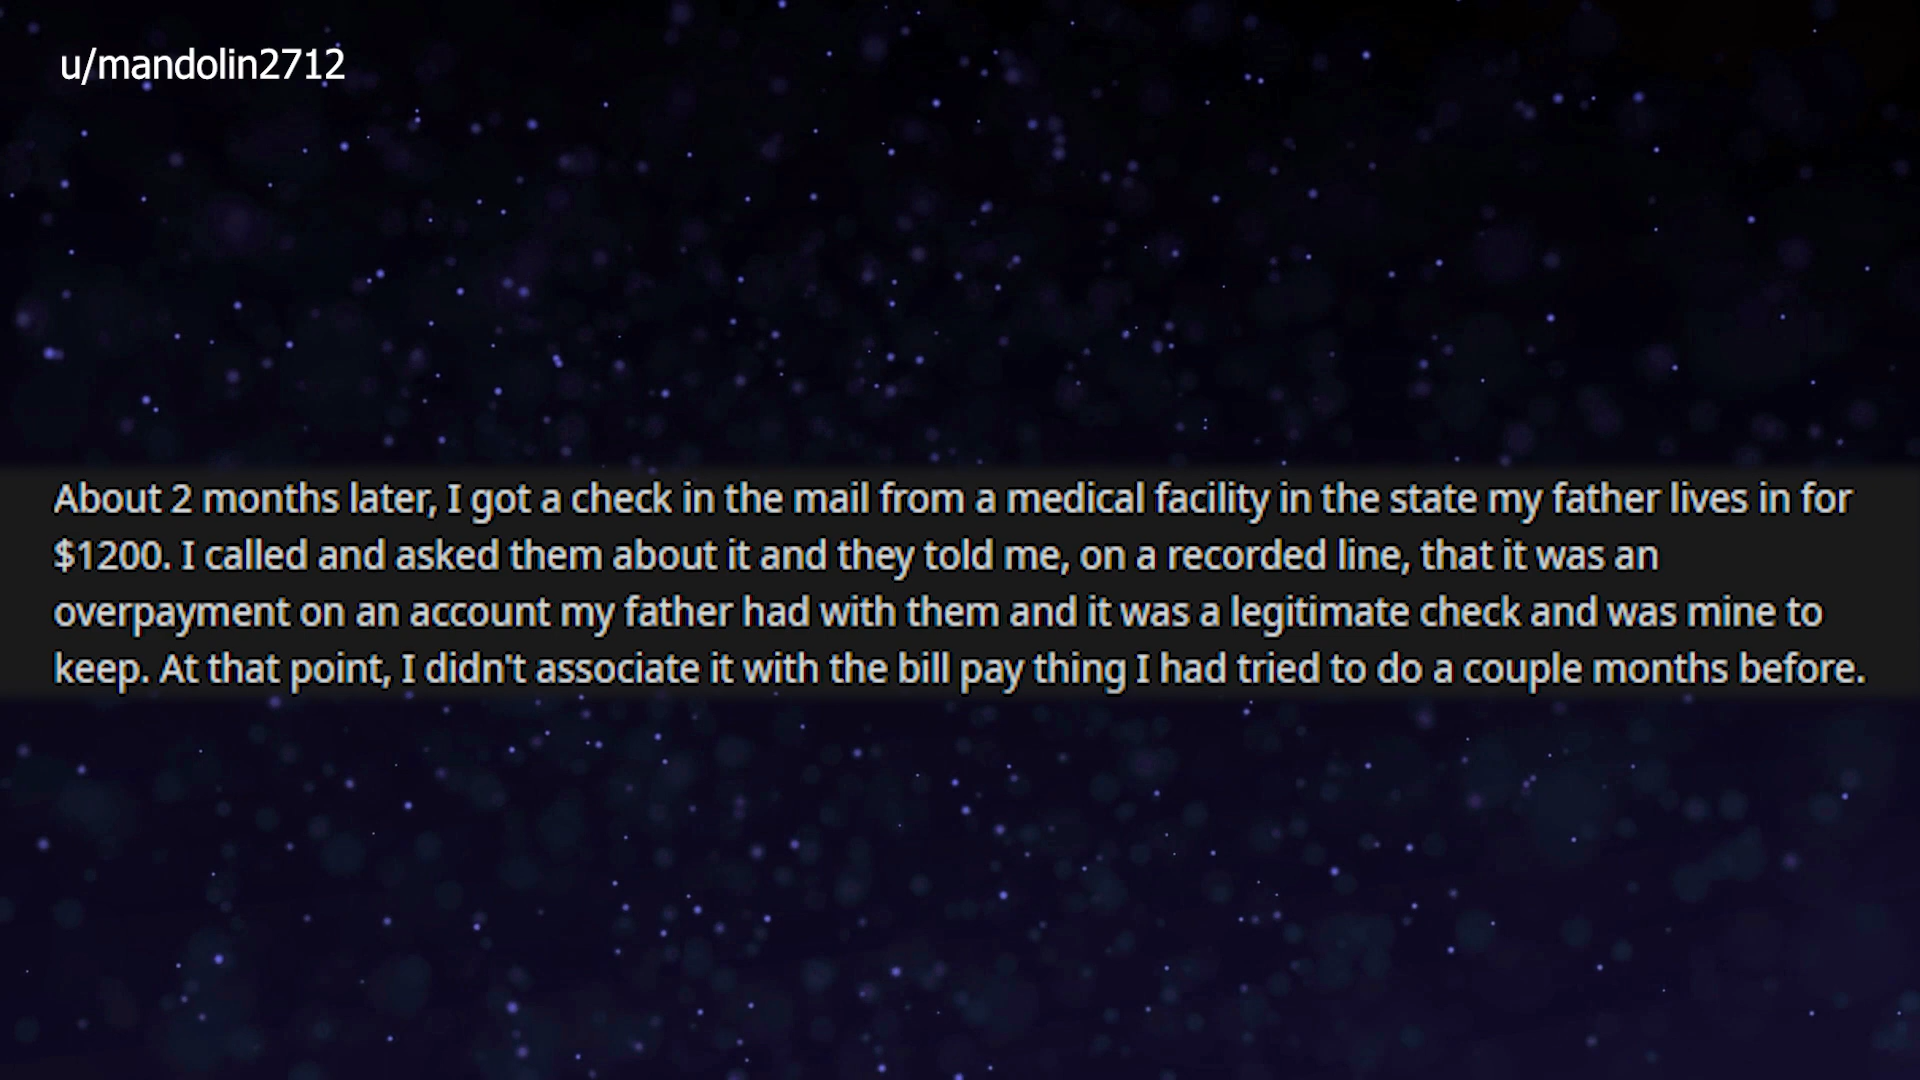 u/mandolin2712
About 2 months later, I got a check in the mail from a medical facility in the state my father lives in for
$1200. I called and asked them about it and they told me, on a recorded line, that it was an
overpayment on an account my father had with them and it was a legitimate check and was mine to
keep. At that point, I didn't associate it with the bill pay thing I had tried to do a couple months before.